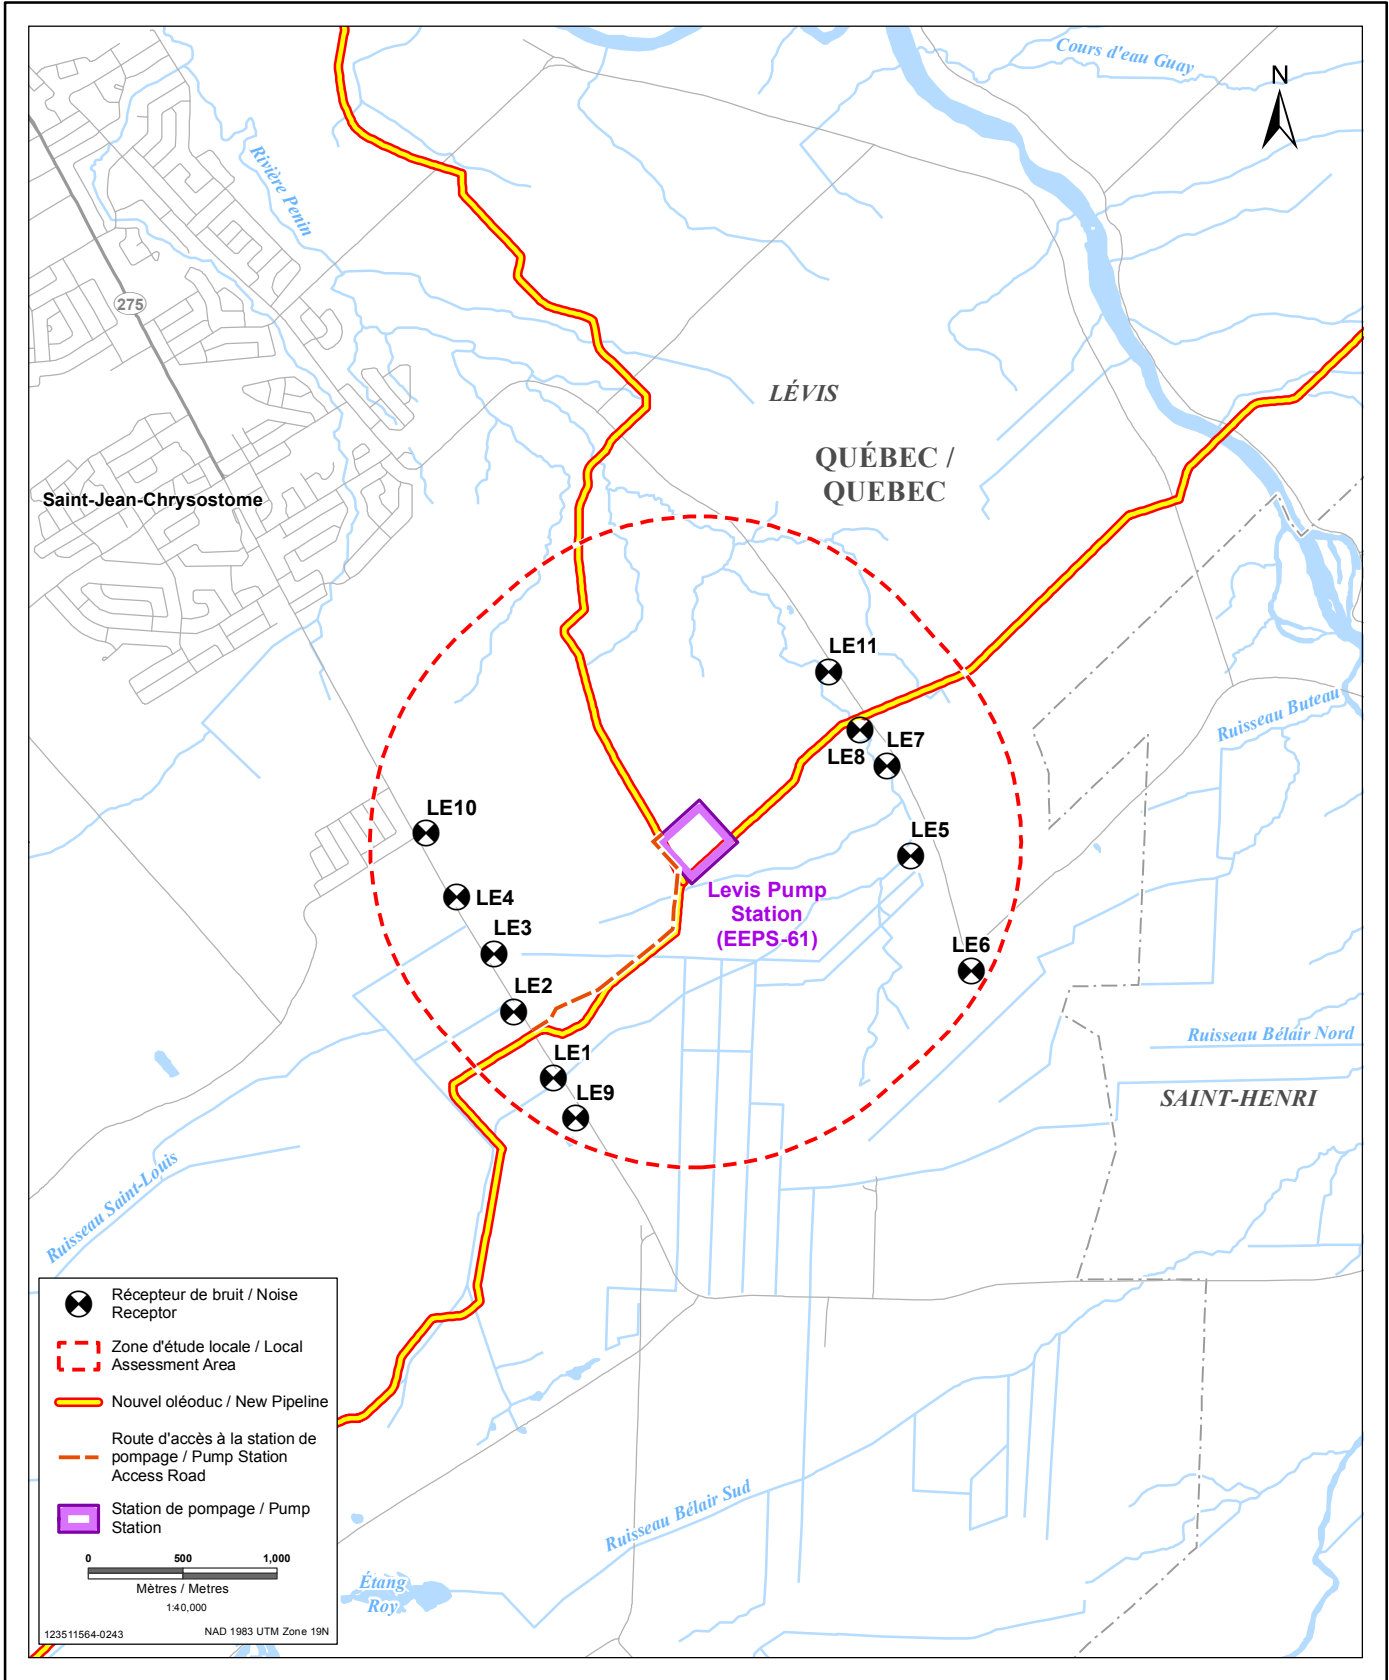 Cours d'eau Guay
N
Rivière Penin
275
LÉVIS
QUÉBEC /
QUEBEC
Saint-Jean-Chrysostome
LE11
LE8
LE7
LE10
LE5
LE4
Levis Pump
Station
(EEPS-61)
LE3
LE6
LE2
LE1
LE9
Ruisseau Buteau
Ruisseau Bélair Nord
SAINT-HENRI
Ruisseau Saint-Louis
Ruisseau Bélair Sud
Étang
Roy
Récepteur de bruit / Noise
Receptor
Zone d'étude locale / Local
Assessment Area
Nouvel oléoduc / New Pipeline
Route d'accès à la station de
pompage / Pump Station
Access Road
Station de pompage / Pump
Station
0 500 1,000
Mètres / Metres
1:40,000
123511564-0243 NAD 1983 UTM Zone 19N